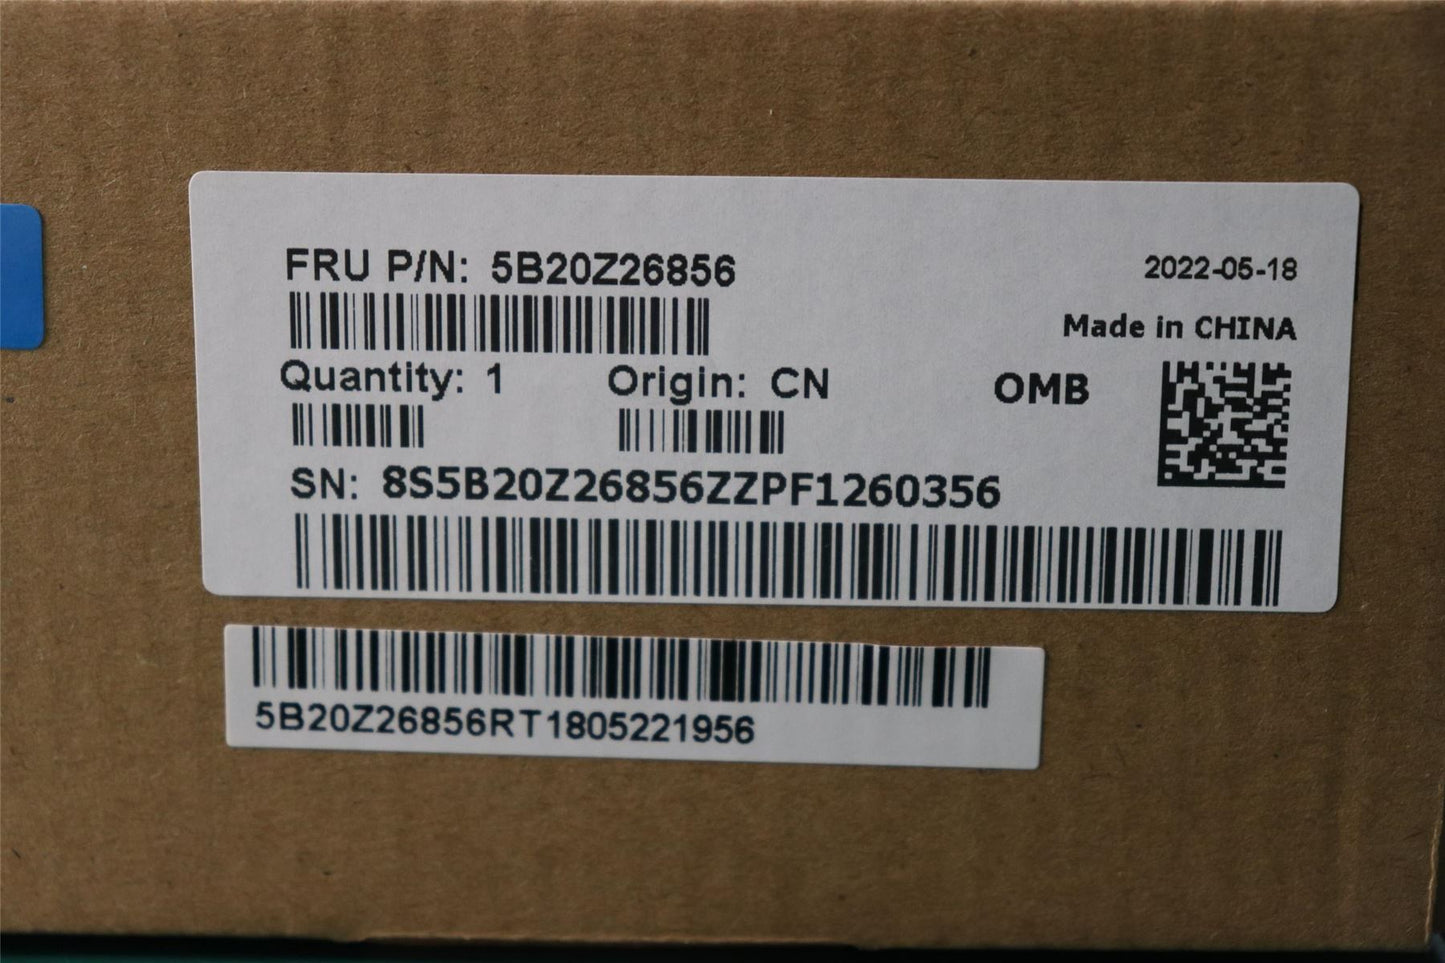 FRU P/N: 5B20Z26856
2022-05-18
Made in CHINA
Quantity: 1 Origin: CN OMB
SN: 8S5B20Z26856ZZPF1260356
5B20Z26856RT1805221956